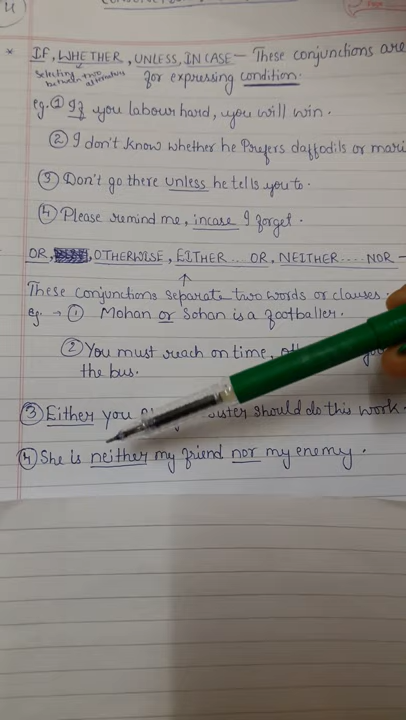 * IF, WHETHER, UNLESS, IN CASE — These conjunctions are
Selecting
for expressing condition.
eg. ① If you labour hard, you will win.
② I don't know whether he Prefers daffodils or mari
③ Don't go there unless he tells you to.
④ Please remind me, incase I forget.
OR, OTHERWISE, EITHER... OR, NEITHER.... NOR —
These conjunctions separate two words or clauses.
eg. → ① Mohan or Sohan is a footballer.
② You must reach on time,
the bus.
③ Either you sister should do this work.
④ She is neither my friend nor my enemy.